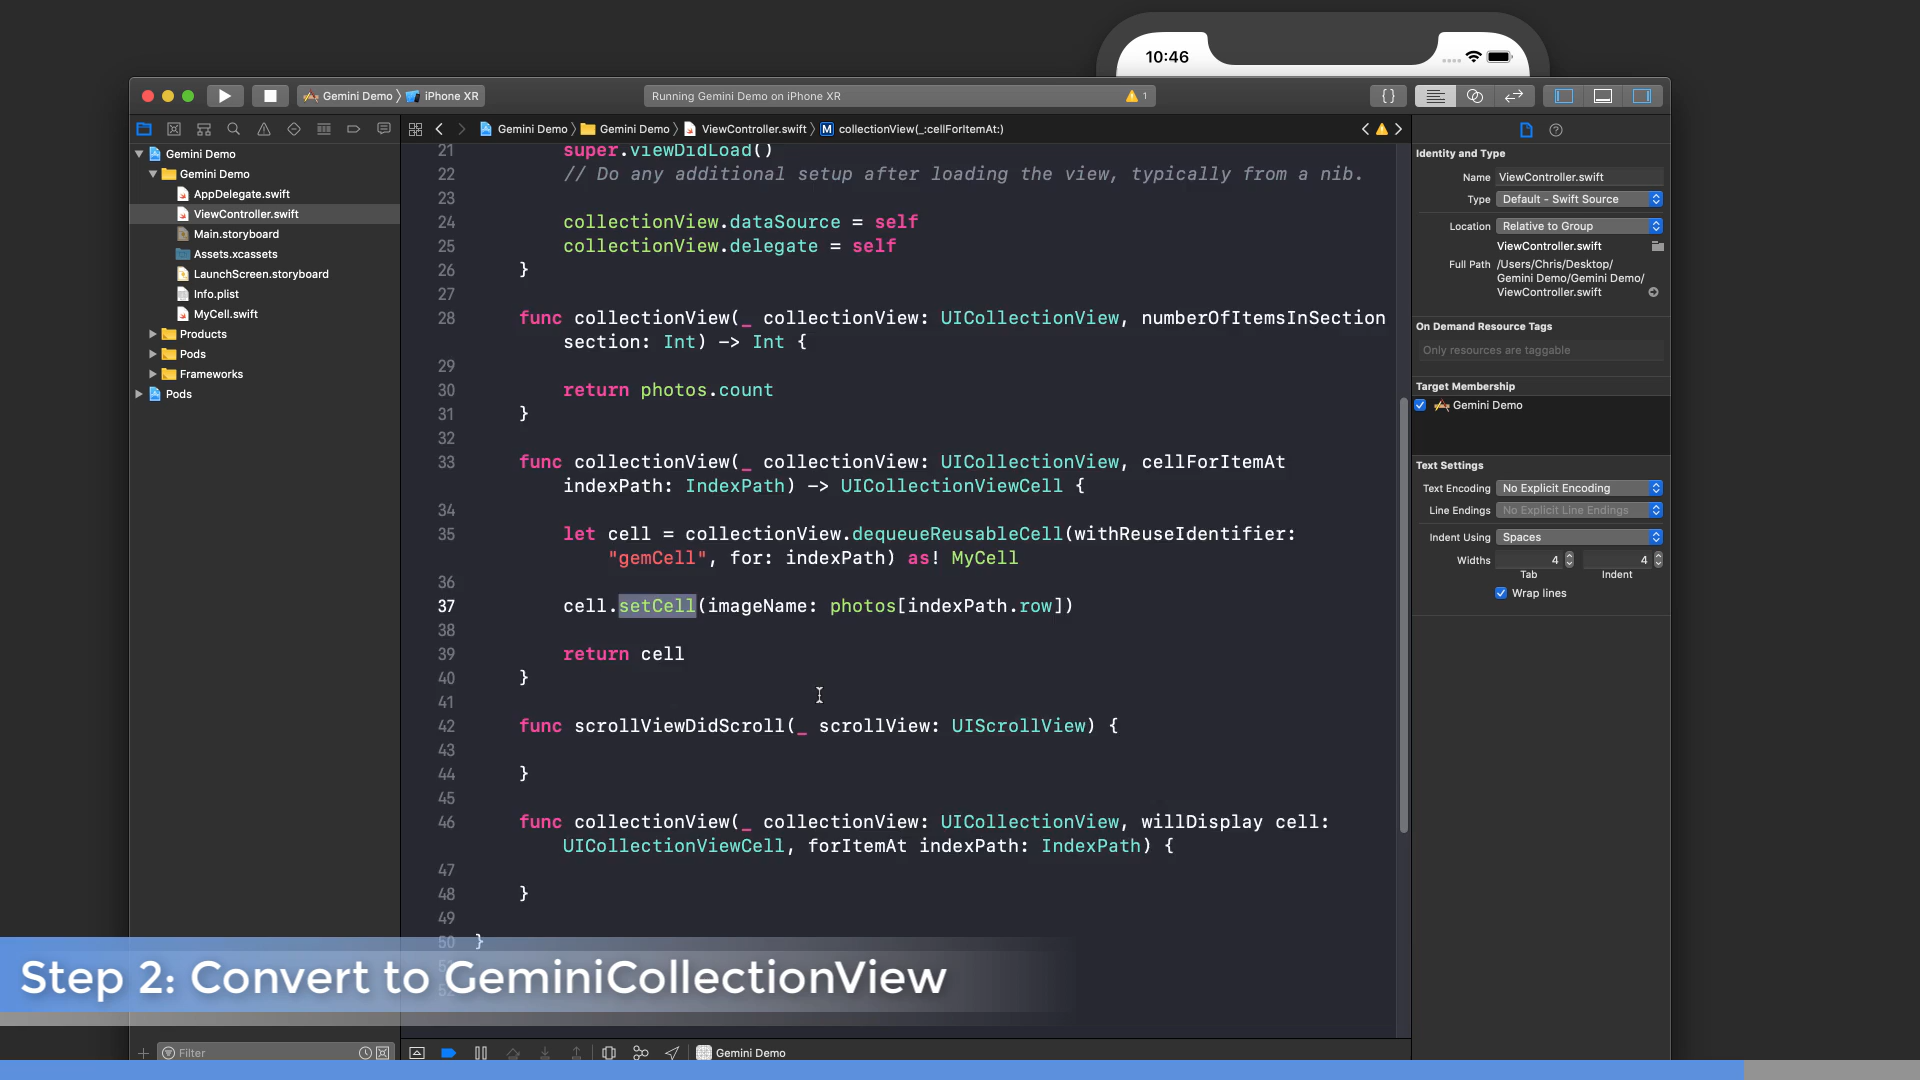 10:46
Gemini Demo
iPhone XR
Running Gemini Demo on iPhone XR
1
{}
Gemini Demo
Gemini Demo
ViewController.swift
M
collectionView(_:cellForItemAt:)
Gemini Demo
Gemini Demo
AppDelegate.swift
ViewController.swift
Main.storyboard
Assets.xcassets
LaunchScreen.storyboard
Info.plist
MyCell.swift
Products
Pods
Frameworks
Pods
Filter
21 super.viewDidLoad()
22 // Do any additional setup after loading the view, typically from a nib.
23
24 collectionView.dataSource = self
25 collectionView.delegate = self
26 }
27
28 func collectionView(_ collectionView: UICollectionView, numberOfItemsInSection
section: Int) -> Int {
29
30 return photos.count
31 }
32
33 func collectionView(_ collectionView: UICollectionView, cellForItemAt
indexPath: IndexPath) -> UICollectionViewCell {
34
35 let cell = collectionView.dequeueReusableCell(withReuseIdentifier:
"gemCell", for: indexPath) as! MyCell
36
37 cell.setCell(imageName: photos[indexPath.row])
38
39 return cell
40 }
41
42 func scrollViewDidScroll(_ scrollView: UIScrollView) {
43
44 }
45
46 func collectionView(_ collectionView: UICollectionView, willDisplay cell:
UICollectionViewCell, forItemAt indexPath: IndexPath) {
47
48 }
49
50 }
Step 2: Convert to GeminiCollectionView
Gemini Demo
Identity and Type
Name ViewController.swift
Type Default - Swift Source
Location Relative to Group
ViewController.swift
Full Path /Users/Chris/Desktop/
Gemini Demo/Gemini Demo/
ViewController.swift
On Demand Resource Tags
Only resources are taggable
Target Membership
Gemini Demo
Text Settings
Text Encoding No Explicit Encoding
Line Endings No Explicit Line Endings
Indent Using Spaces
Widths 4 4
Tab Indent
Wrap lines